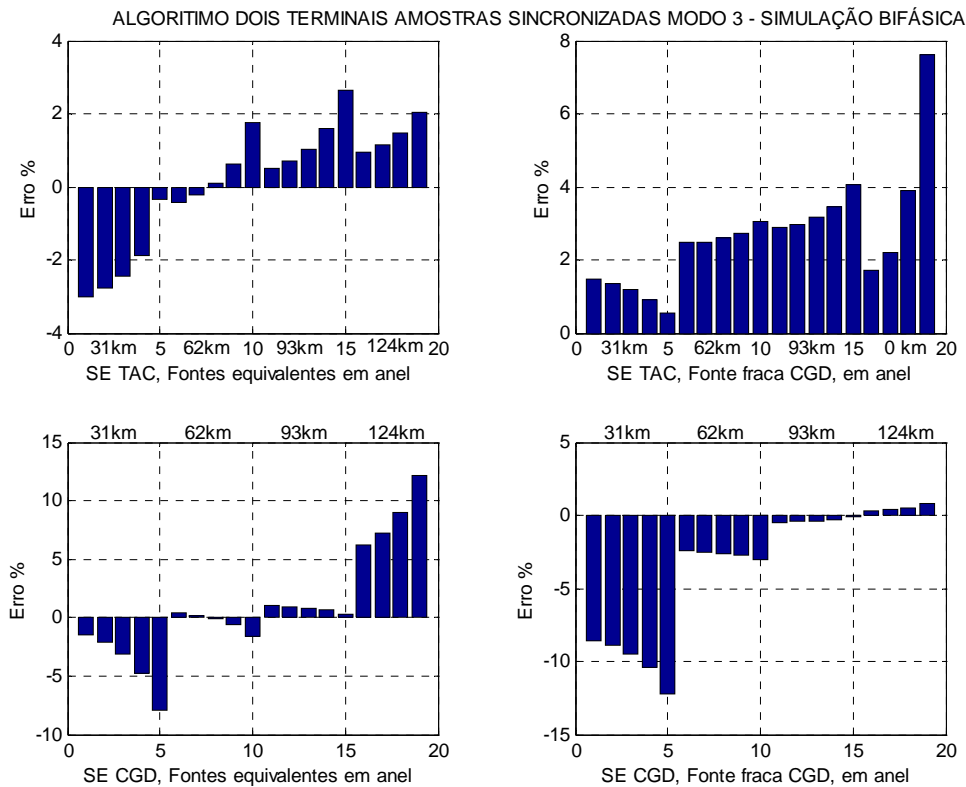 ALGORITIMO DOIS TERMINAIS AMOSTRAS SINCRONIZADAS MODO 3 - SIMULAÇÃO BIFÁSICA
4
2
0
-2
-4
Erro %
0 31km 5 62km 10 93km 15 124km 20
SE TAC, Fontes equivalentes em anel
8
6
4
2
0
Erro %
0 31km 5 62km 10 93km 15 0 km 20
SE TAC, Fonte fraca CGD, em anel
31km 62km 93km 124km
15
10
5
0
-5
-10
Erro %
0 5 10 15 20
SE CGD, Fontes equivalentes em anel
31km 62km 93km 124km
5
0
-5
-10
-15
Erro %
0 5 10 15 20
SE CGD, Fonte fraca CGD, em anel